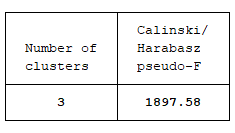 Number of
clusters
Calinski/
Harabasz
pseudo-F
3
1897.58